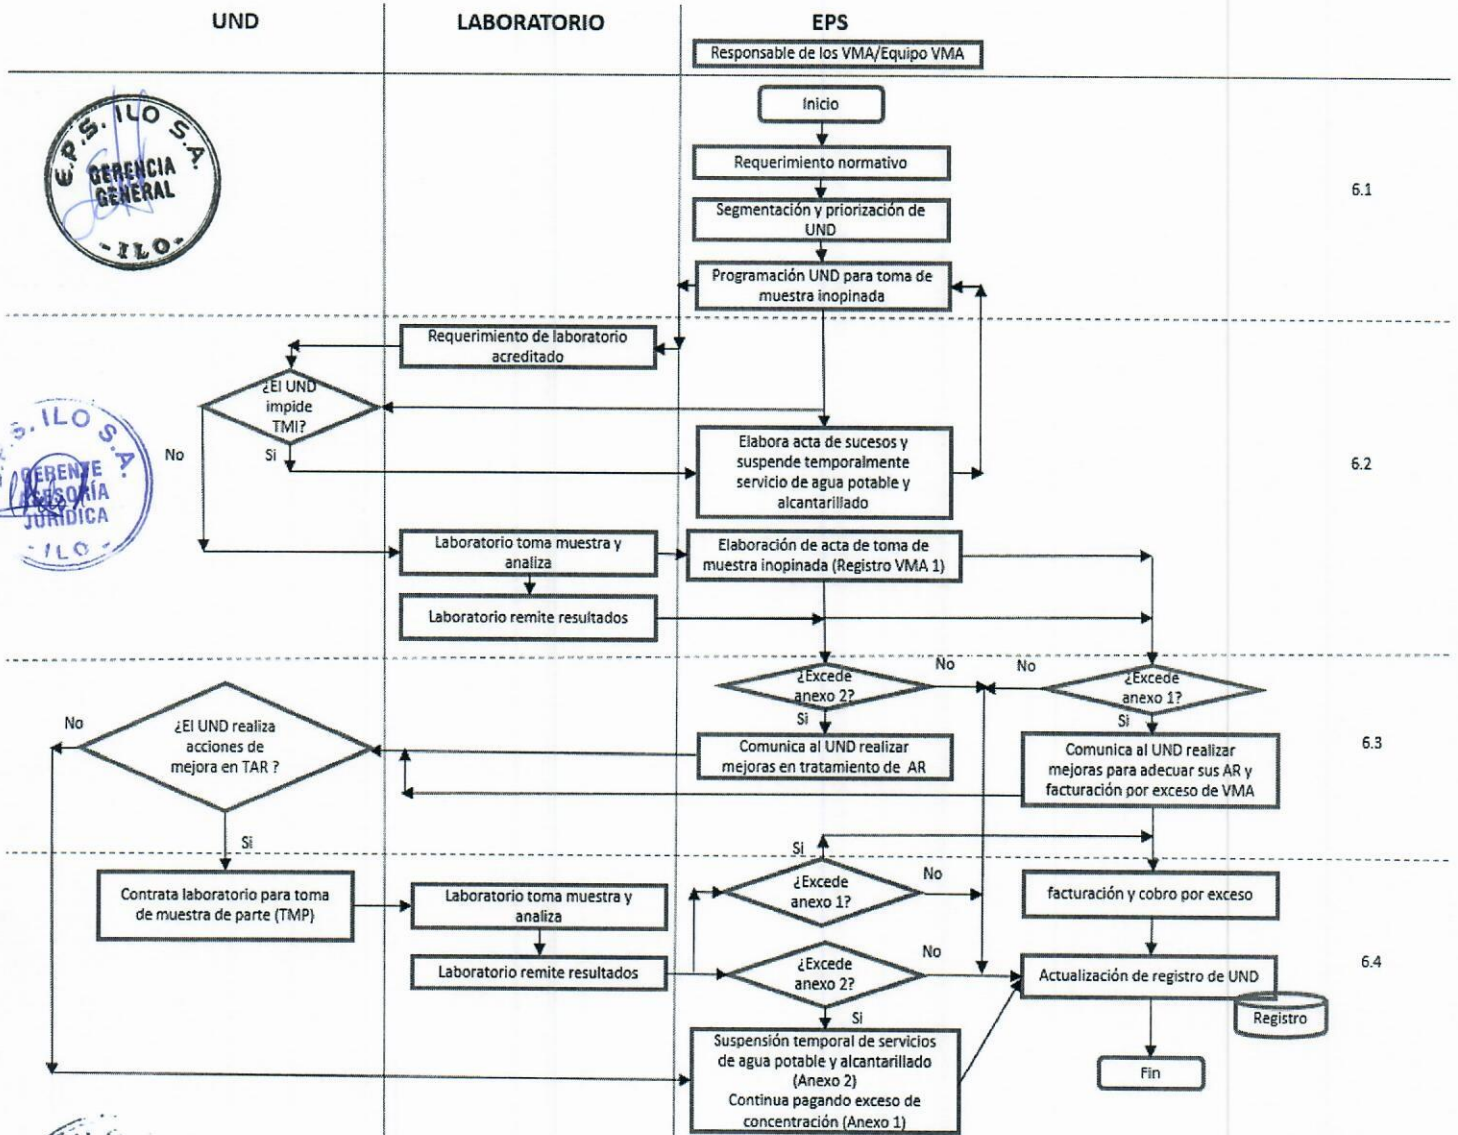 UND
LABORATORIO
EPS
Responsable de los VMA/Equipo VMA
E.P.S. ILO S.A.
GERENCIA
GENERAL
- ILO -
Inicio
Requerimiento normativo
Segmentación y priorización de
UND
Programación UND para toma de
muestra inopinada
6.1
Requerimiento de laboratorio
acreditado
¿El UND
impide
TMI?
No
Si
Elabora acta de sucesos y
suspende temporalmente
servicio de agua potable y
alcantarillado
6.2
S. ILO S.A.
GERENTE
ASESORÍA
JURIDICA
- ILO -
Laboratorio toma muestra y
analiza
Elaboración de acta de toma de
muestra inopinada (Registro VMA 1)
Laboratorio remite resultados
¿Excede
anexo 2?
No
Si
No
¿Excede
anexo 1?
Si
No
¿El UND realiza
acciones de
mejora en TAR ?
Si
Comunica al UND realizar
mejoras en tratamiento de AR
Comunica al UND realizar
mejoras para adecuar sus AR y
facturación por exceso de VMA
6.3
Contrata laboratorio para toma
de muestra de parte (TMP)
Laboratorio toma muestra y
analiza
Laboratorio remite resultados
Si
¿Excede
anexo 1?
No
¿Excede
anexo 2?
No
Si
facturación y cobro por exceso
Actualización de registro de UND
Registro
6.4
Suspensión temporal de servicios
de agua potable y alcantarillado
(Anexo 2)
Continua pagando exceso de
concentración (Anexo 1)
Fin